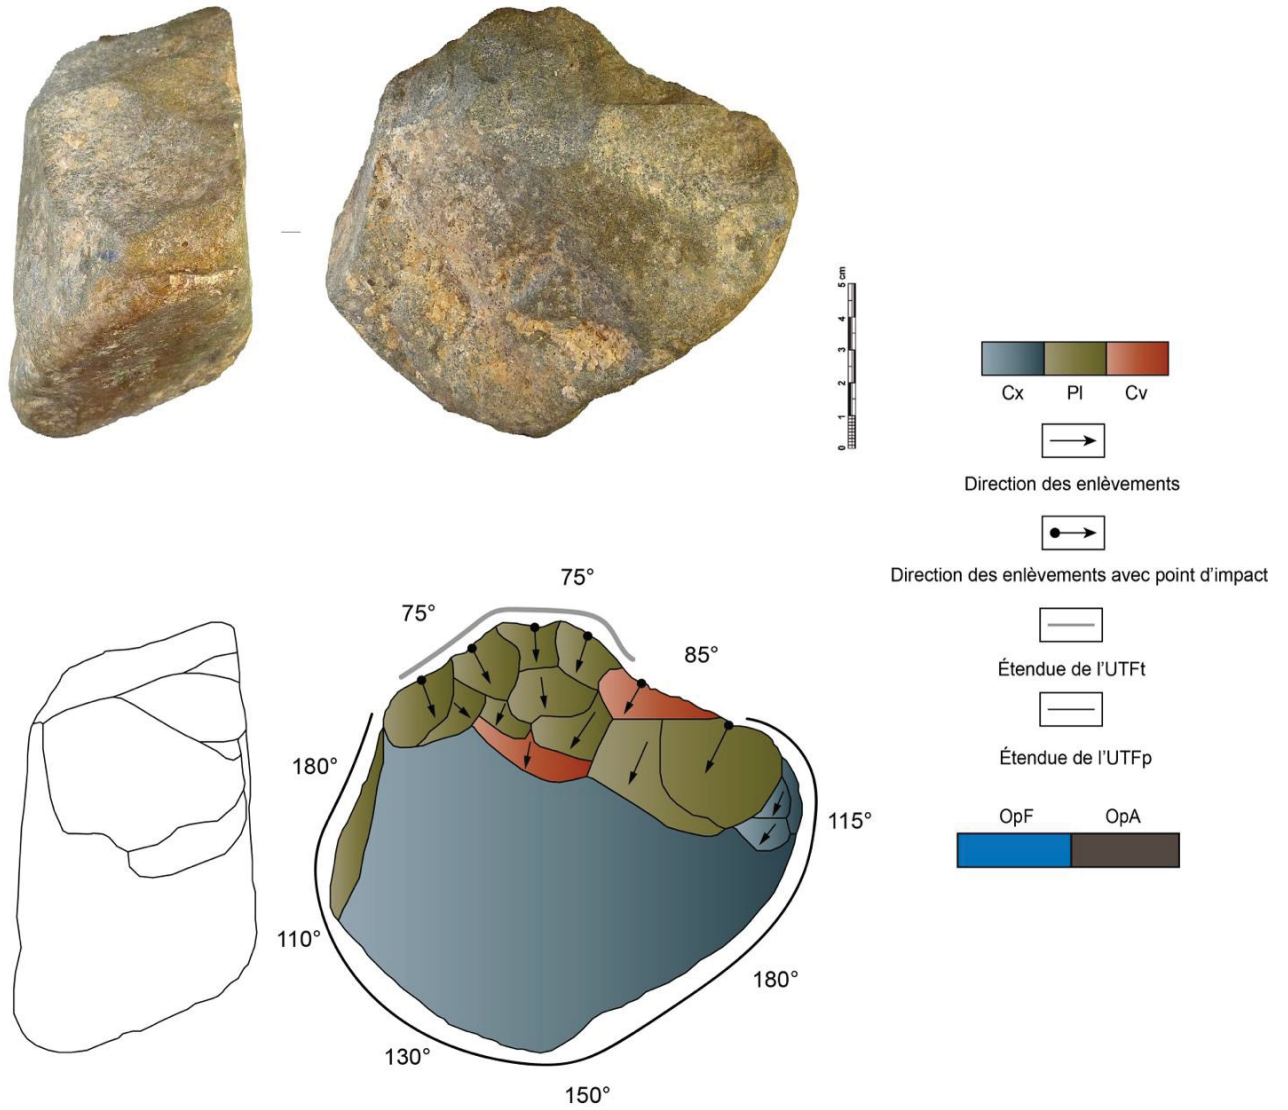 5 cm
4
3
2
1
0
Cx Pl Cv
Direction des enlèvements
Direction des enlèvements avec point d'impact
Étendue de l'UTFt
Étendue de l'UTFp
OpF OpA
75°
75°
85°
180°
115°
110°
180°
130°
150°